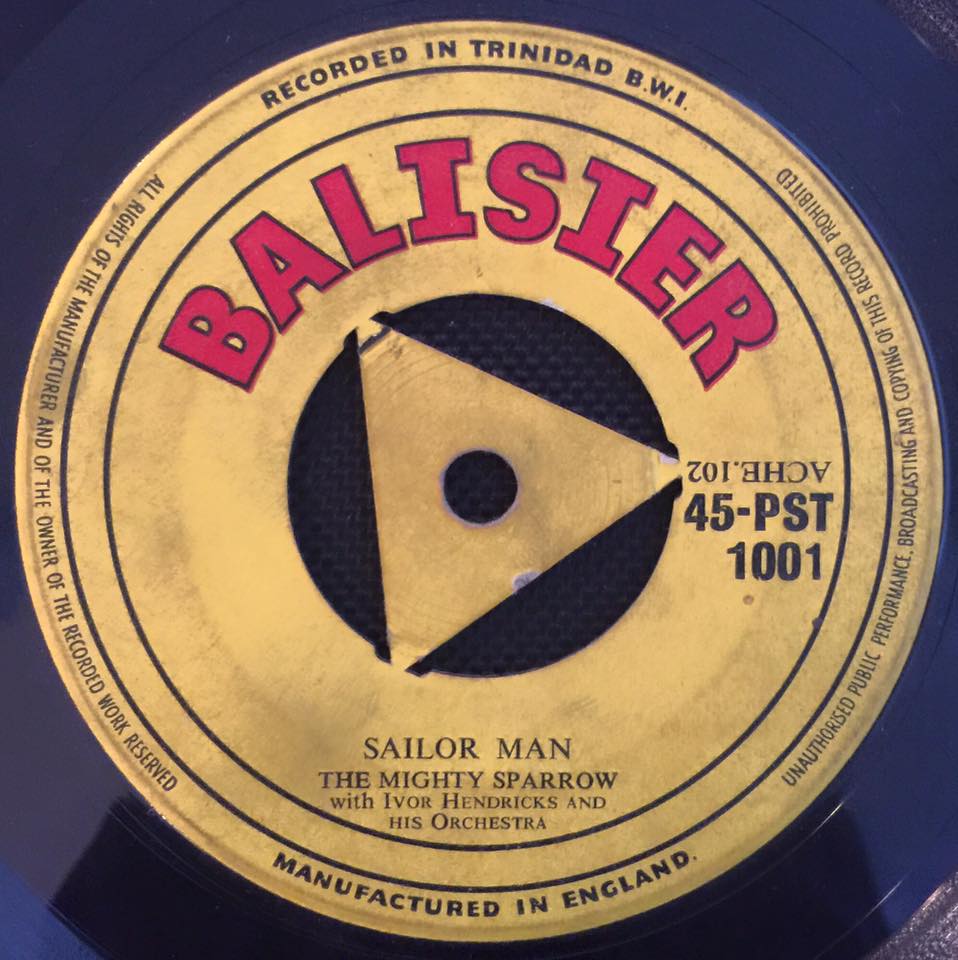 RECORDED IN TRINIDAD B.W.I.
ALL RIGHTS OF THE MANUFACTURER AND OF THE OWNER OF THE RECORDED WORK RESERVED
UNAUTHORISED PUBLIC PERFORMANCE, BROADCASTING AND COPYING OF THIS RECORD PROHIBITED
BALISIER
ACHE.102
45-PST
1001
SAILOR MAN
THE MIGHTY SPARROW
with IVOR HENDRICKS AND
HIS ORCHESTRA
MANUFACTURED IN ENGLAND.